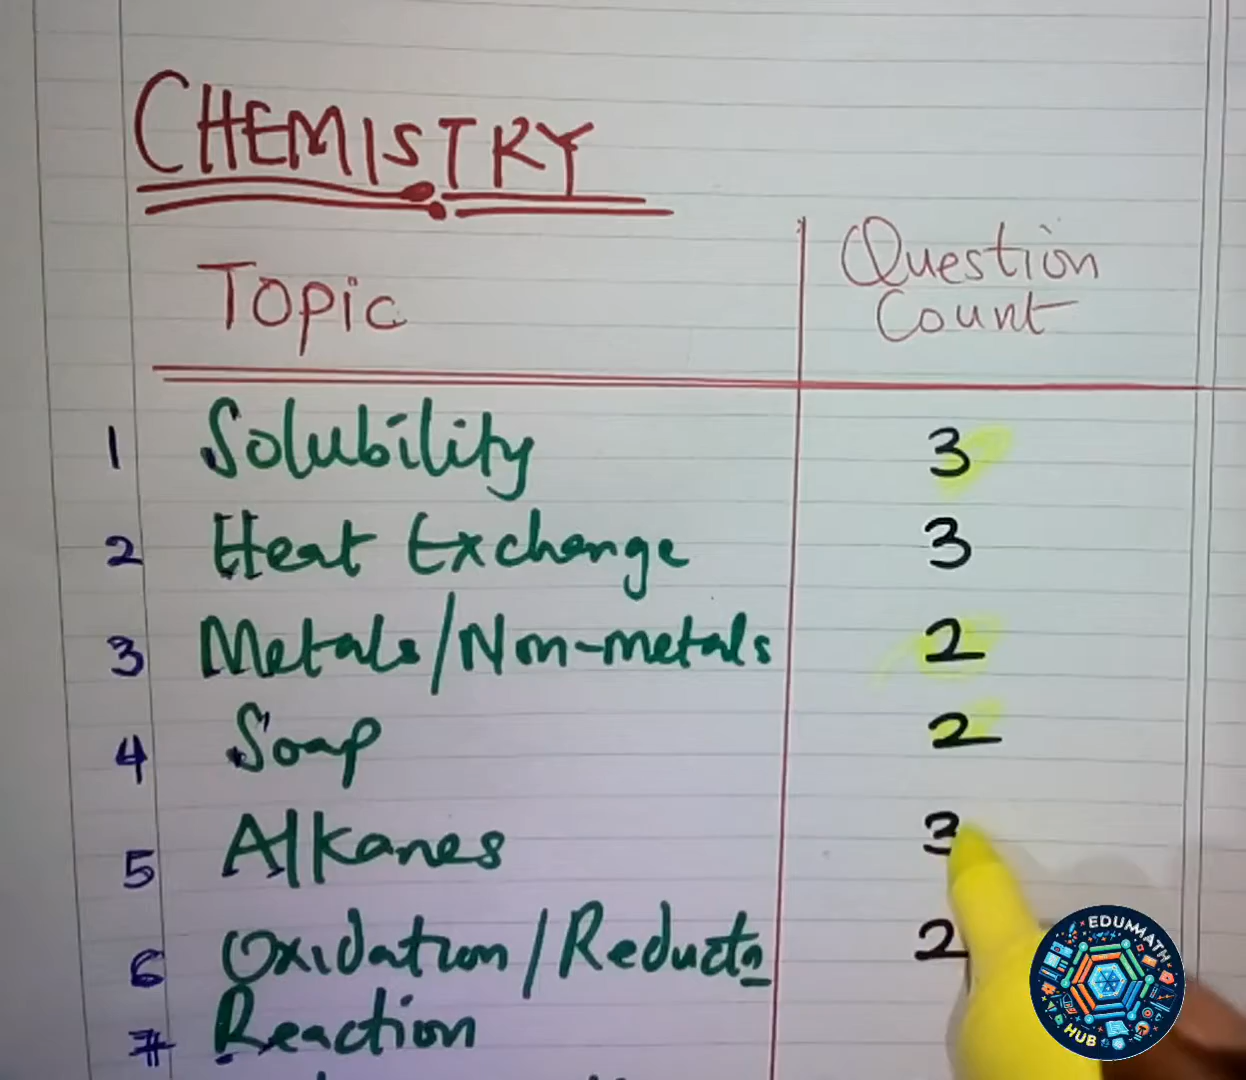 CHEMISTRY
Topic Question Count
1 Solubility 3
2 Heat Exchange 3
3 Metals/Non-metals 2
4 Soap 2
5 Alkanes 3
6 Oxidation/Reductn 2
7 Reaction
EDUMMATH HUB